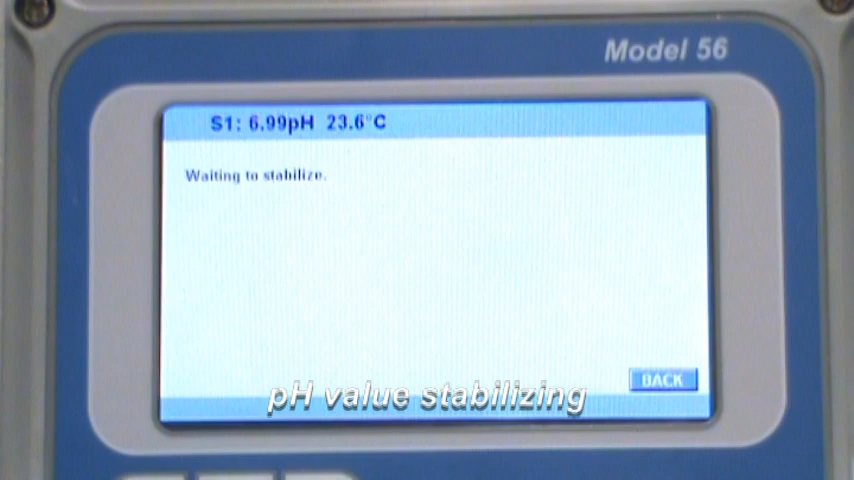 Model 56
S1: 6.99pH 23.6°C
Waiting to stabilize.
BACK
pH value stabilizing